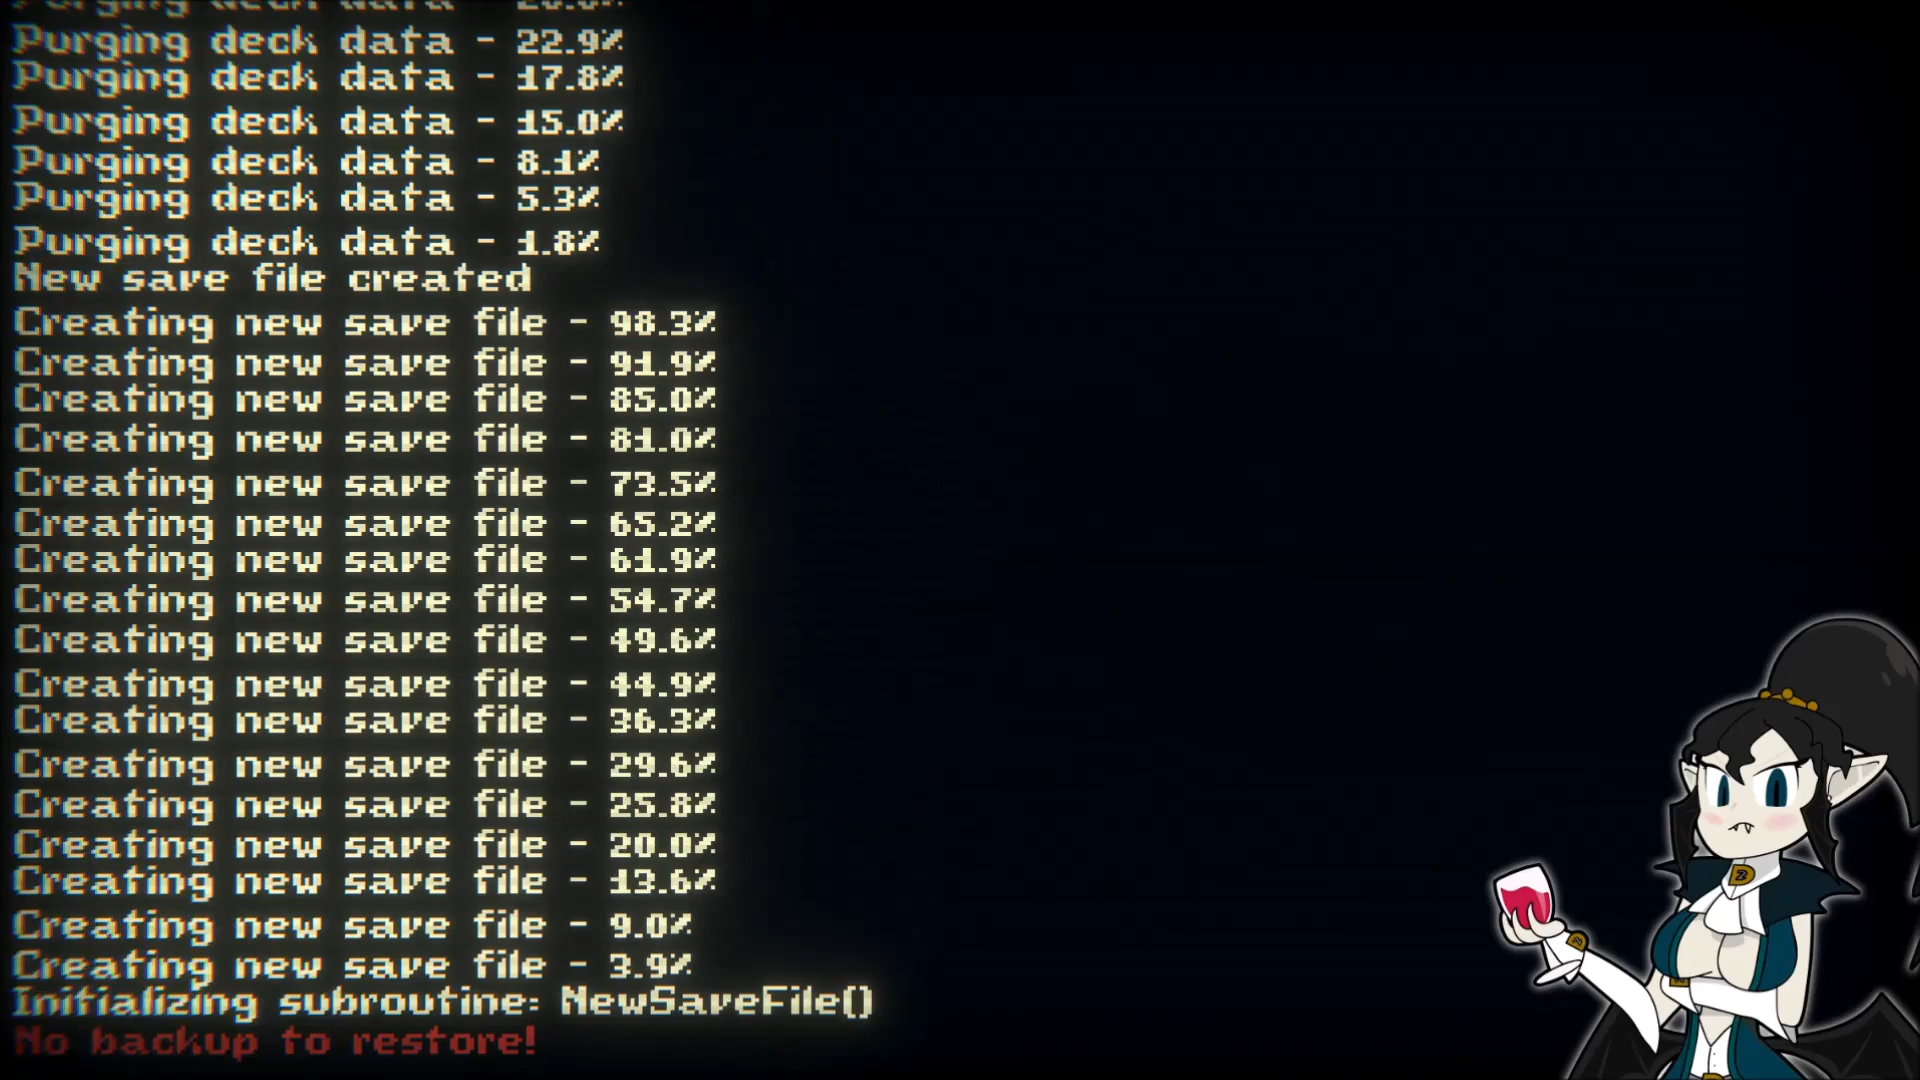 Purging deck data - 22.9%
Purging deck data - 17.8%
Purging deck data - 15.0%
Purging deck data - 8.1%
Purging deck data - 5.3%
Purging deck data - 1.8%
New save file created
Creating new save file - 98.3%
Creating new save file - 91.9%
Creating new save file - 85.0%
Creating new save file - 81.0%
Creating new save file - 73.5%
Creating new save file - 65.2%
Creating new save file - 61.9%
Creating new save file - 54.7%
Creating new save file - 49.6%
Creating new save file - 44.9%
Creating new save file - 36.3%
Creating new save file - 29.6%
Creating new save file - 25.8%
Creating new save file - 20.0%
Creating new save file - 13.6%
Creating new save file - 9.0%
Creating new save file - 3.9%
Initializing subroutine: NewSaveFile()
No backup to restore!